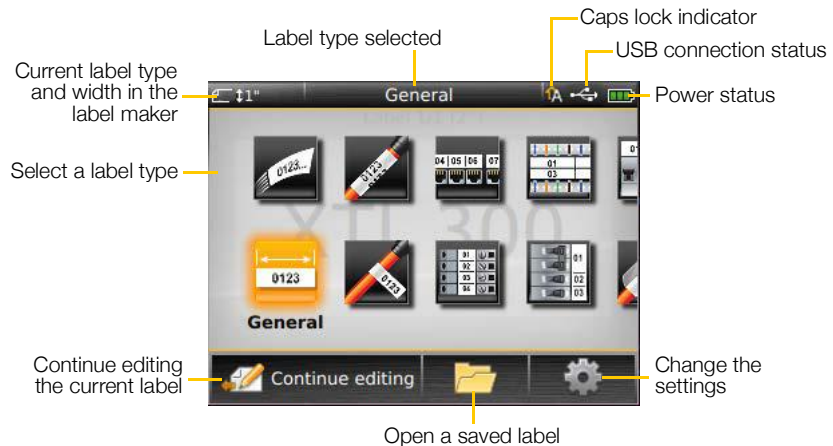 Caps lock indicator
Label type selected
USB connection status
Current label type
and width in the
label maker
1"
General
A
Power status
Select a label type
0123...
0123
04 05 06 07
01
03
XTL 300
0123
0123
01
02
03
04
01
02
03
General
Continue editing
the current label
Continue editing
Change the
settings
Open a saved label